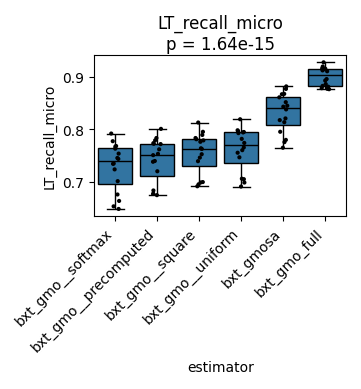 LT_recall_micro
p = 1.64e-15
LT_recall_micro
0.9
0.8
0.7
bxt_gmo__softmax
bxt_gmo__precomputed
bxt_gmo__square
bxt_gmo__uniform
bxt_gmosa
bxt_gmo_full
estimator